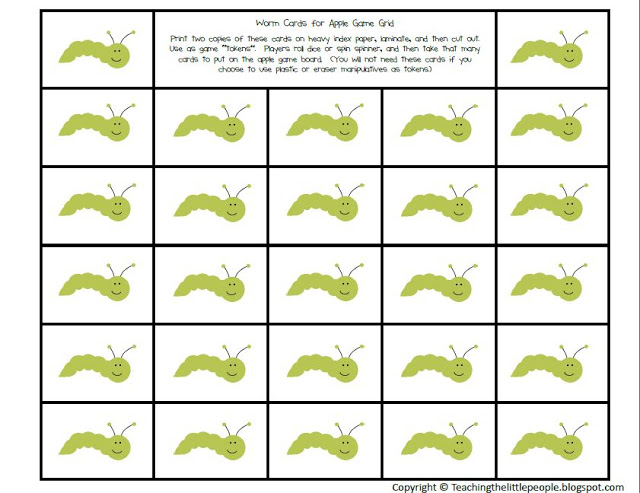 Worm Cards for Apple Game Grid
Print two copies of these cards on heavy index paper, laminate, and then cut out.
Use as game "tokens". Players roll dice or spin spinner, and then take that many
cards to put on the apple game board. (You will not need these cards if you
choose to use plastic or eraser manipulatives as tokens.)
Copyright © Teachingthelittlepeople.blogspot.com